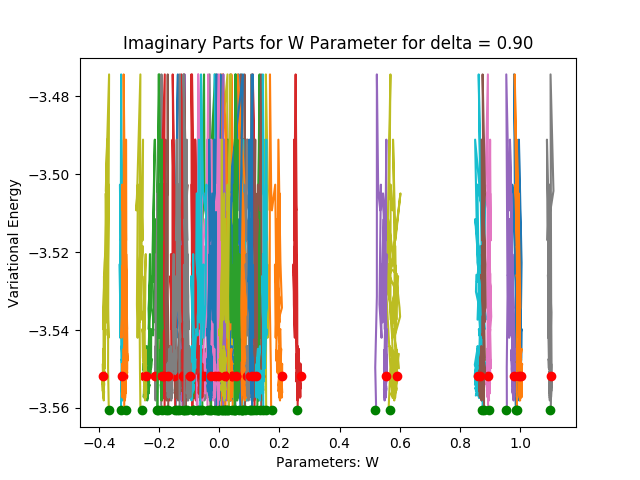 Imaginary Parts for W Parameter for delta = 0.90
Variational Energy
−3.48
−3.50
−3.52
−3.54
−3.56
−0.4 −0.2 0.0 0.2 0.4 0.6 0.8 1.0
Parameters: W